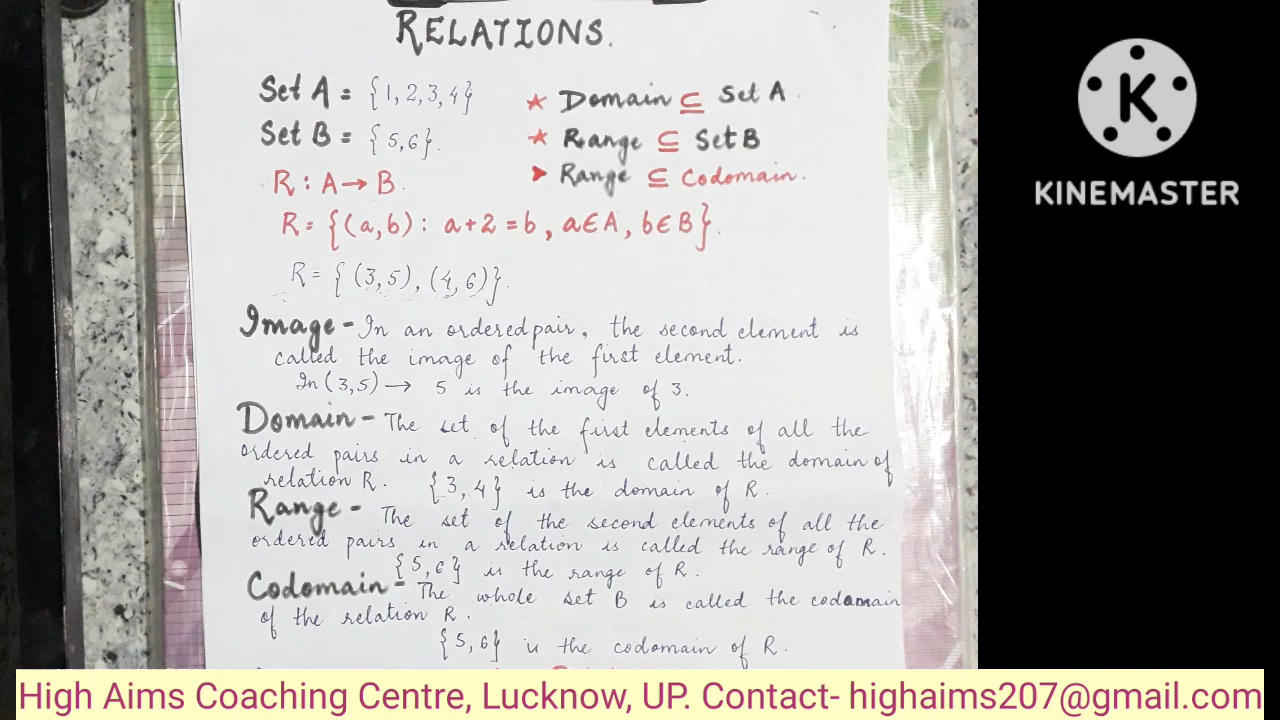 RELATIONS.
Set A = {1, 2, 3, 4}
Set B = {5, 6}.
R : A → B.
★ Domain ⊆ Set A.
★ Range ⊆ Set B
➤ Range ⊆ Codomain.
R = {(a, b) : a + 2 = b, a ∈ A, b ∈ B}.
R = {(3, 5), (4, 6)}
Image - In an ordered pair, the second element is
called the image of the first element.
In (3, 5) → 5 is the image of 3.
Domain - The set of the first elements of all the
ordered pairs in a relation is called the domain of
relation R. {3, 4} is the domain of R.
Range - The set of the second elements of all the
ordered pairs in a relation is called the range of R.
{5, 6} is the range of R.
Codomain - The whole set B is called the codomain
of the relation R.
{5, 6} is the codomain of R.
K
KINEMASTER
High Aims Coaching Centre, Lucknow, UP. Contact- highaims207@gmail.com